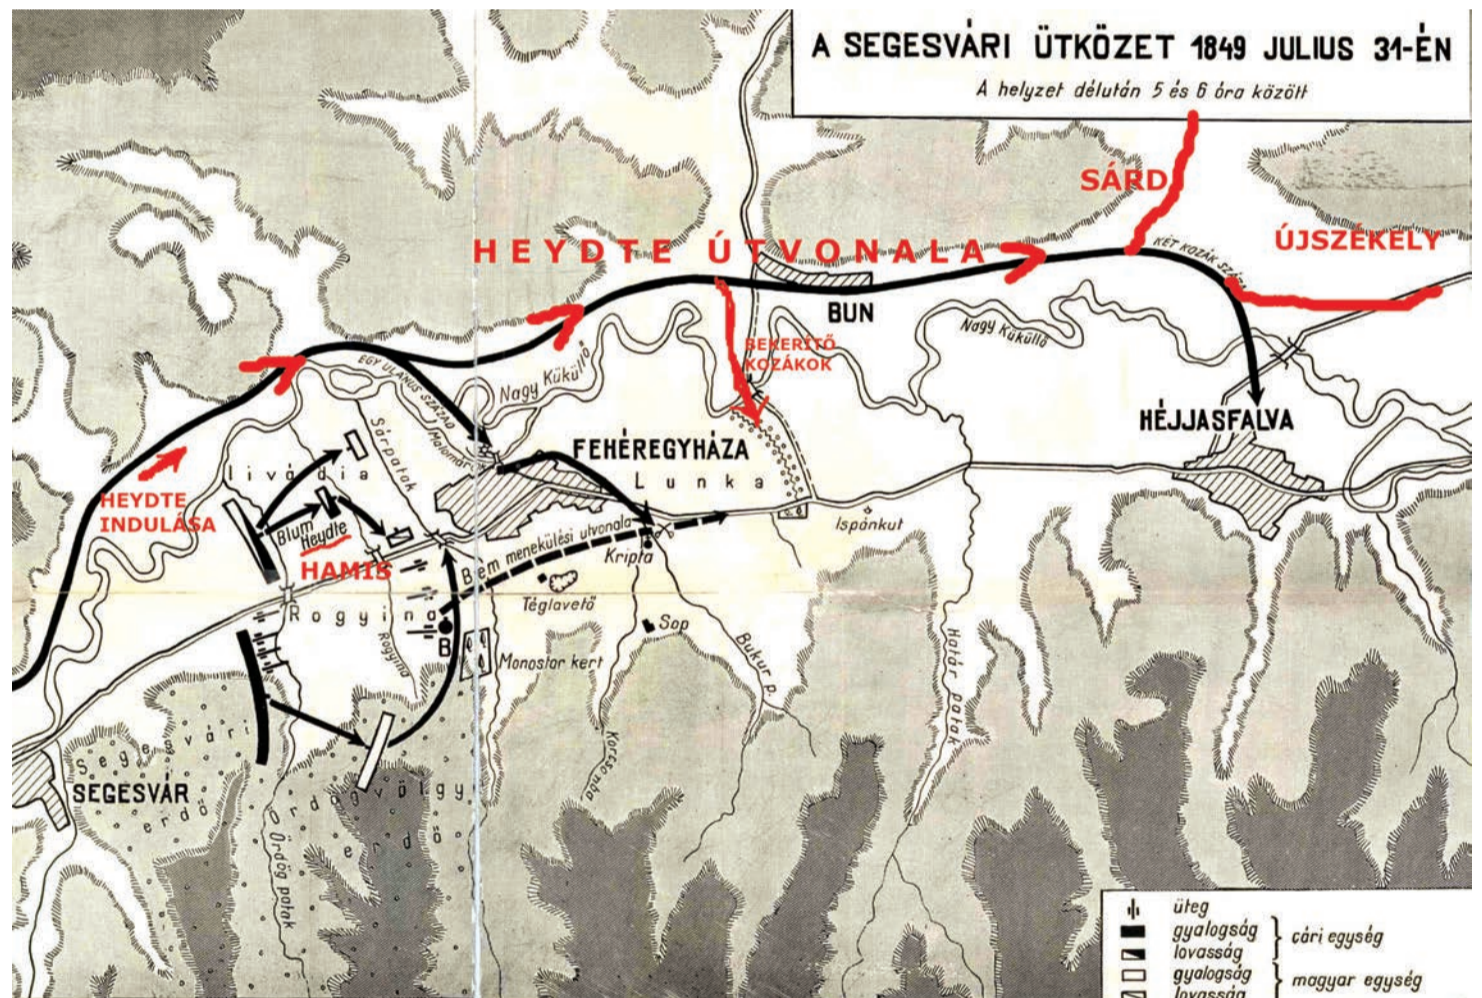 A SEGESVÁRI ÜTKÖZET 1849 JULIUS 31-ÉN
A helyzet délután 5 és 6 óra között
SÁRD
ÚJSZÉKELY
HEYDTE ÚTVONALA
KÉT KOZÁK
BUN
Nagy Küküllő
BEKERÍTŐ
KOZÁKOK
Nagy Küküllő
EGY ULÁNUS SZÁZAD
Sárpatak
HÉJJASFALVA
FEHÉREGYHÁZA
Lunka
livádia
HEYDTE
INDULÁSA
Blum
Heydte
HAMIS
Ispánkut
Bem menekülési utvonala
Kripta
Téglavető
Rogyina
Rogyina
B
Sop
Monostor kert
Bukur p.
Határ patak
Segesvári
erdő
SEGESVÁR
Ördögvölgy
erdő
Ördög patak
üteg
gyalogság
lovasság
cári egység
gyalogság
lovasság
magyar egység